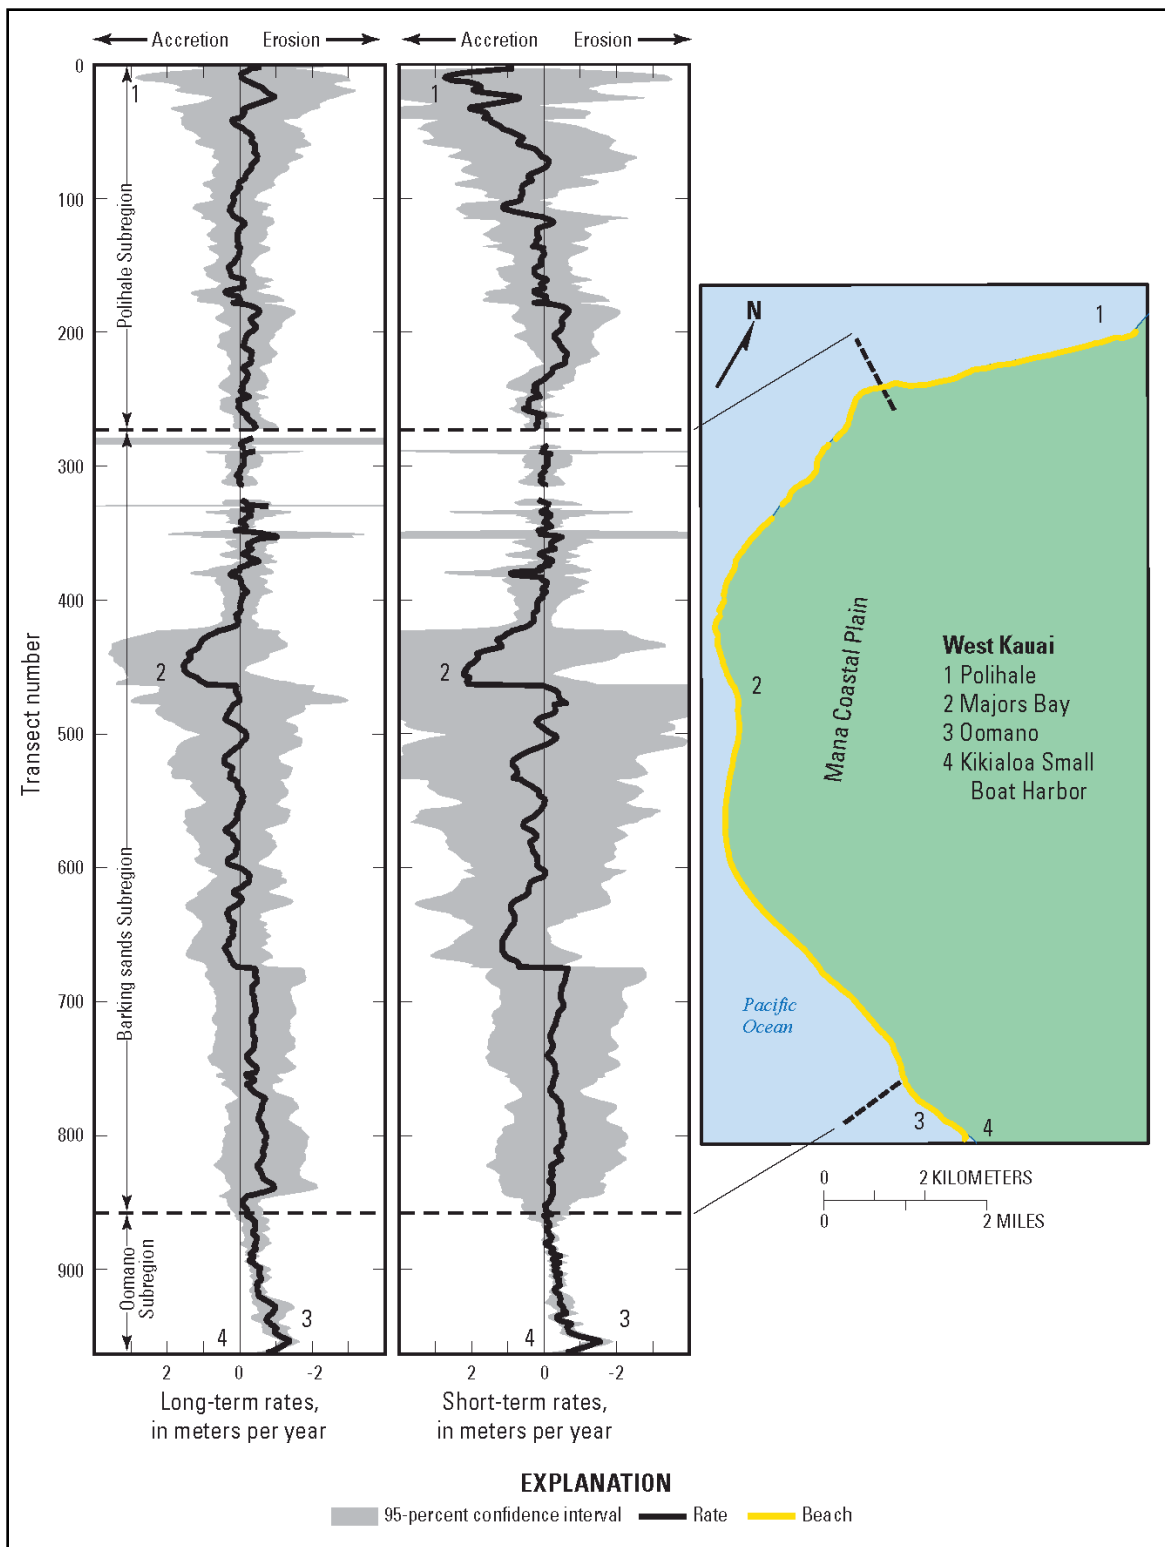 Accretion Erosion
Accretion Erosion
0
100
200
300
400
500
600
700
800
900
Transect number
Polihale Subregion
Barking sands Subregion
Oomano
Subregion
1
2
3
4
1
2
3
4
2 0 -2
Long-term rates,
in meters per year
2 0 -2
Short-term rates,
in meters per year
N
1
2
3
4
Mana Coastal Plain
Pacific
Ocean
West Kauai
1 Polihale
2 Majors Bay
3 Oomano
4 Kikialoa Small
Boat Harbor
0 2 KILOMETERS
0 2 MILES
EXPLANATION
95-percent confidence interval Rate Beach